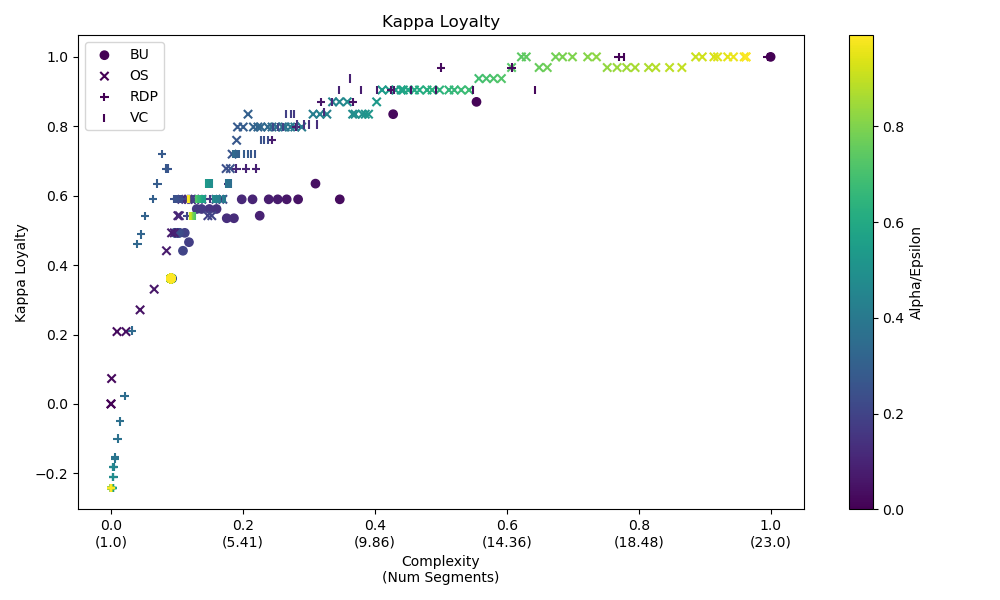 Kappa Loyalty
BU
OS
RDP
VC
Kappa Loyalty
1.0
0.8
0.6
0.4
0.2
0.0
−0.2
0.0
(1.0)
0.2
(5.41)
0.4
(9.86)
0.6
(14.36)
0.8
(18.48)
1.0
(23.0)
Complexity
(Num Segments)
0.8
0.6
0.4
0.2
0.0
Alpha/Epsilon